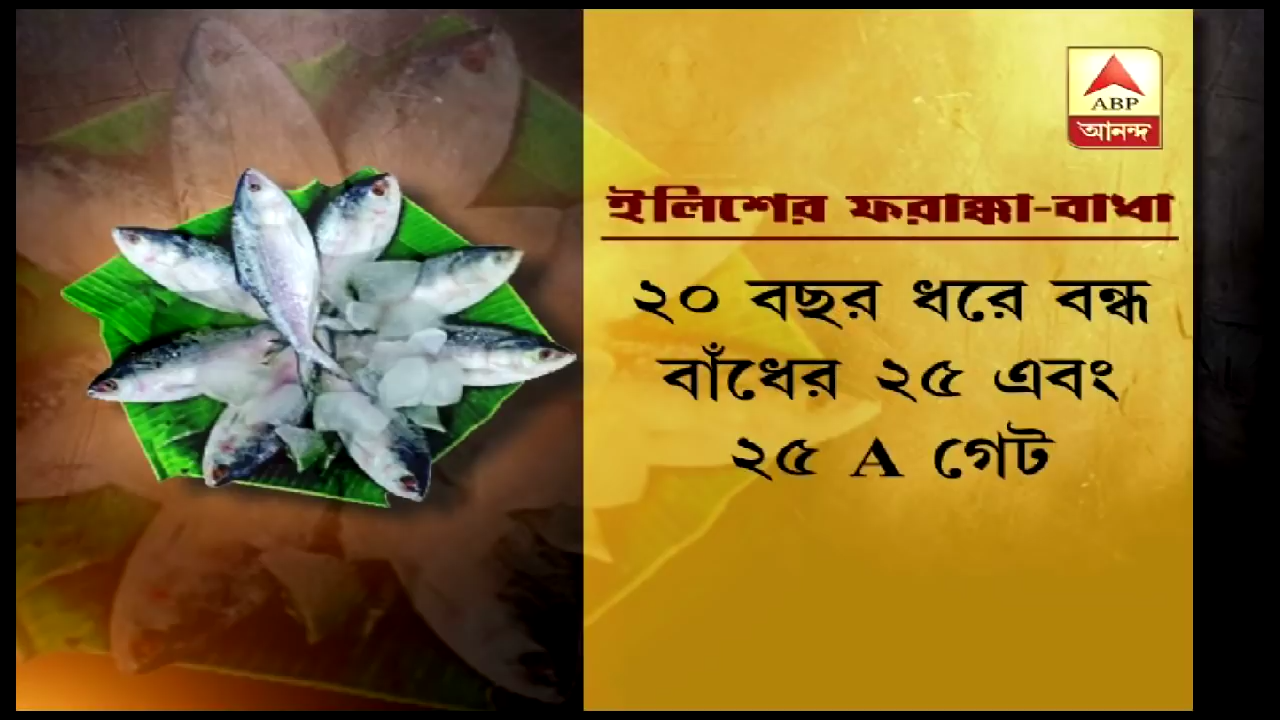 ABP
আনন্দ
ইলিশের ফরাক্কা-বাধা
২০ বছর ধরে বন্ধ
বাঁধের ২৫ এবং
২৫ A গেট